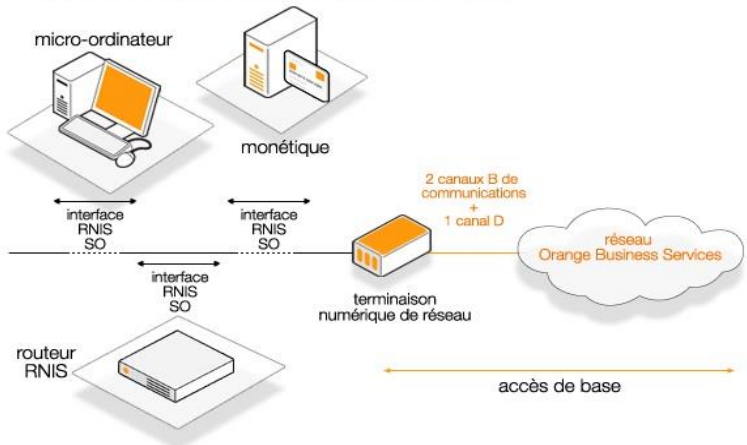 micro-ordinateur
monétique
interface
RNIS
SO
interface
RNIS
SO
interface
RNIS
SO
2 canaux B de
communications
+
1 canal D
réseau
Orange Business Services
terminaison
numérique de réseau
routeur
RNIS
accès de base